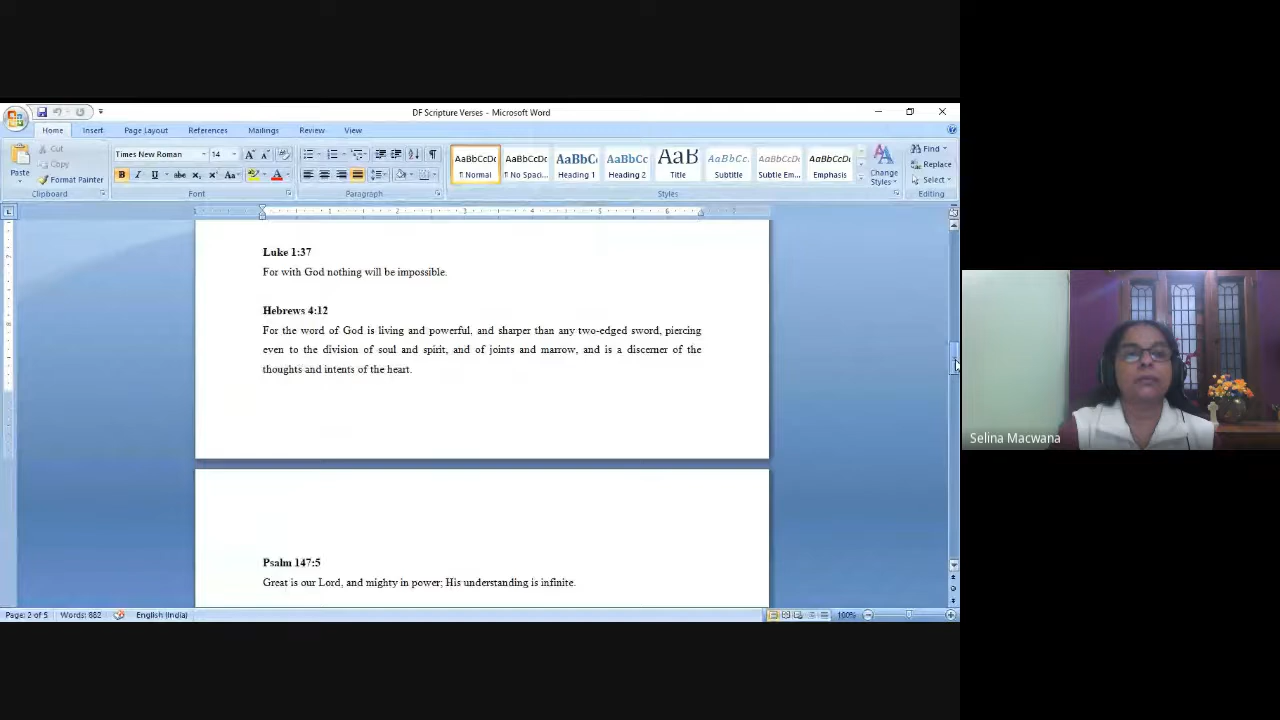 DF Scripture Verses - Microsoft Word
Home Insert Page Layout References Mailings Review View
Paste
Cut
Copy
Format Painter
Clipboard
Times New Roman 14
Font
Paragraph
AaBbCcDc AaBbCcDc AaBbC AaBbCc AaB AaBbCc. AaBbCcDc AaBbCcDc
¶ Normal ¶ No Spaci... Heading 1 Heading 2 Title Subtitle Subtle Em... Emphasis
Change Styles
Styles
Find
Replace
Select
Editing
Luke 1:37
For with God nothing will be impossible.
Hebrews 4:12
For the word of God is living and powerful, and sharper than any two-edged sword, piercing
even to the division of soul and spirit, and of joints and marrow, and is a discerner of the
thoughts and intents of the heart.
Psalm 147:5
Great is our Lord, and mighty in power; His understanding is infinite.
Page: 2 of 5 Words: 882 English (India) 100%
Selina Macwana